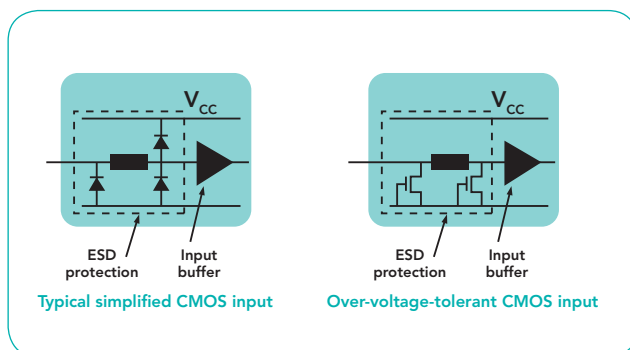 VCC
ESD
protection
Input
buffer
Typical simplified CMOS input
VCC
ESD
protection
Input
buffer
Over-voltage-tolerant CMOS input